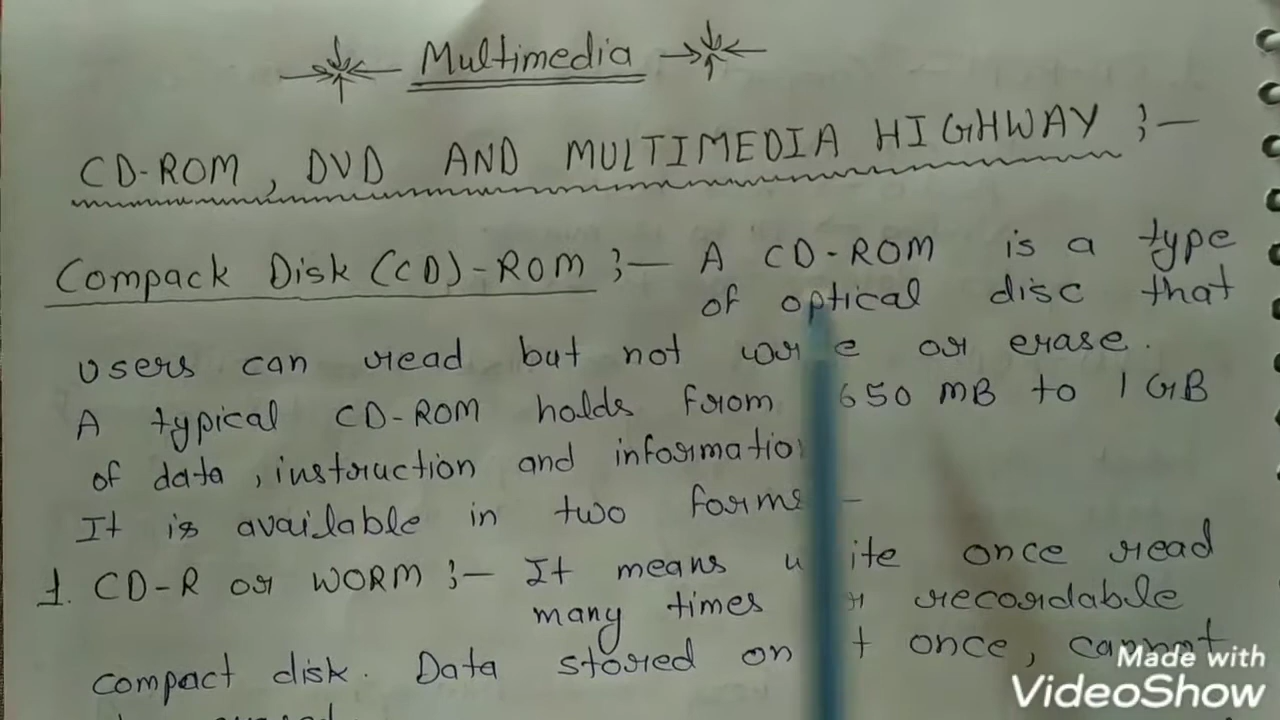 Multimedia
CD-ROM, DVD AND MULTIMEDIA HIGHWAY ;-
Compack Disk (CD)-ROM ;- A CD-ROM is a type
of optical disc that
users can read but not or erase.
A typical CD-ROM holds from 650 MB to 1 GB
of data, instruction and
It is available in two forms -
1. CD-R or WORM ;- It means once read
many times recordable
compact disk. Data stored on once, cannot
Made with
VideoShow